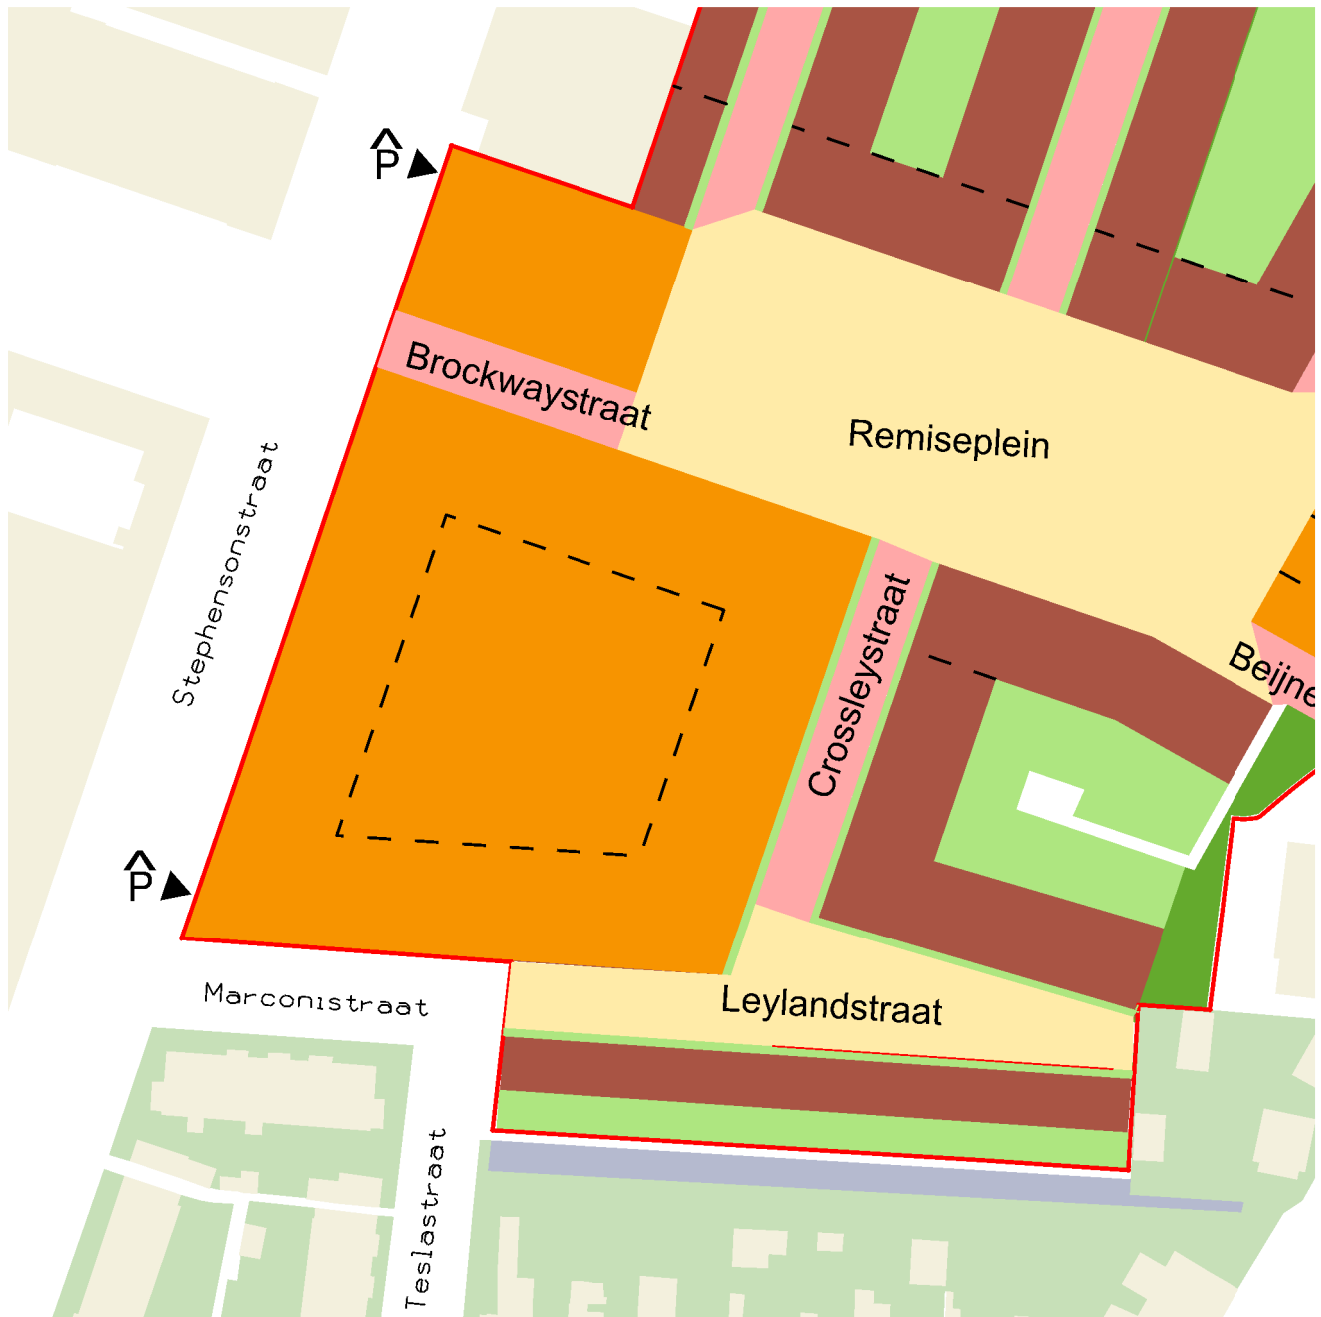 P
Brockwaystraat
Remiseplein
Stephensonstraat
Crossleystraat
Beijne
P
Marconistraat
Leylandstraat
Teslastraat